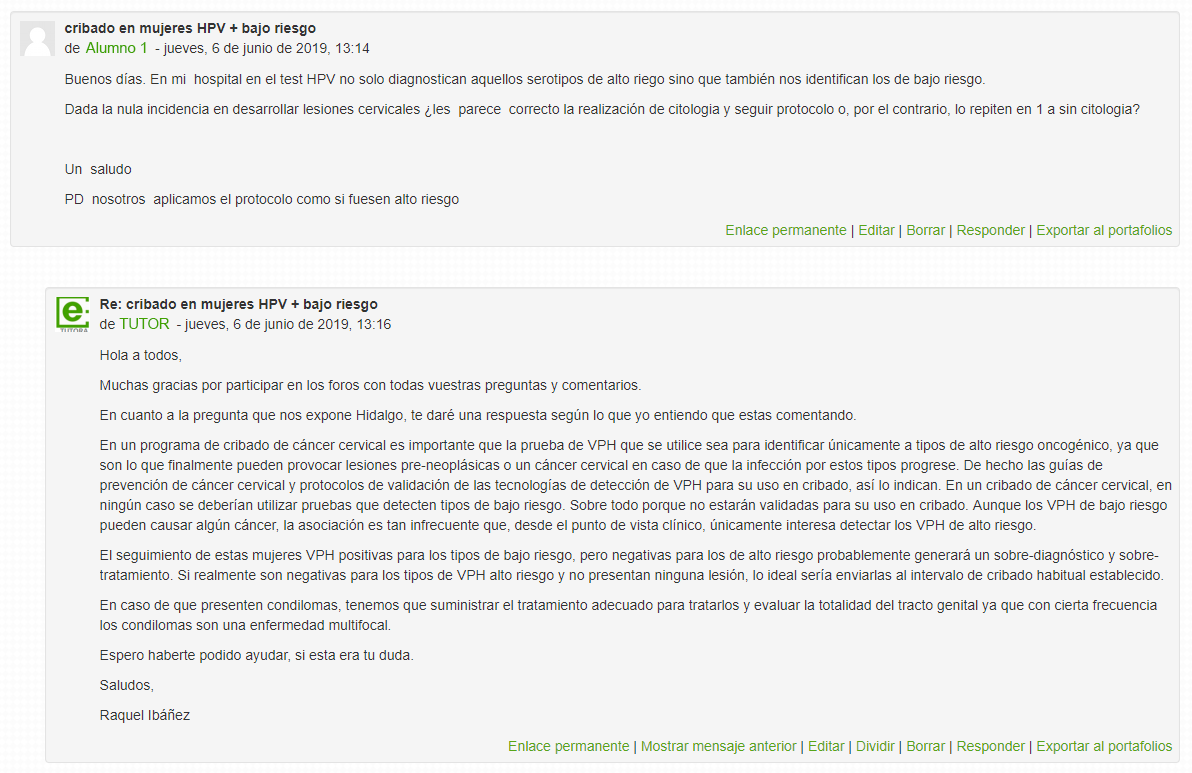 cribado en mujeres HPV + bajo riesgo
de Alumno 1 - jueves, 6 de junio de 2019, 13:14
Buenos días. En mi hospital en el test HPV no solo diagnostican aquellos serotipos de alto riego sino que también nos identifican los de bajo riesgo.
Dada la nula incidencia en desarrollar lesiones cervicales ¿les parece correcto la realización de citologia y seguir protocolo o, por el contrario, lo repiten en 1 a sin citologia?
Un saludo
PD nosotros aplicamos el protocolo como si fuesen alto riesgo
Enlace permanente | Editar | Borrar | Responder | Exportar al portafolios
Re: cribado en mujeres HPV + bajo riesgo
e:
TUTORA
de TUTOR - jueves, 6 de junio de 2019, 13:16
Hola a todos,
Muchas gracias por participar en los foros con todas vuestras preguntas y comentarios.
En cuanto a la pregunta que nos expone Hidalgo, te daré una respuesta según lo que yo entiendo que estas comentando.
En un programa de cribado de cáncer cervical es importante que la prueba de VPH que se utilice sea para identificar únicamente a tipos de alto riesgo oncogénico, ya que
son lo que finalmente pueden provocar lesiones pre-neoplásicas o un cáncer cervical en caso de que la infección por estos tipos progrese. De hecho las guías de
prevención de cáncer cervical y protocolos de validación de las tecnologías de detección de VPH para su uso en cribado, así lo indican. En un cribado de cáncer cervical, en
ningún caso se deberían utilizar pruebas que detecten tipos de bajo riesgo. Sobre todo porque no estarán validadas para su uso en cribado. Aunque los VPH de bajo riesgo
pueden causar algún cáncer, la asociación es tan infrecuente que, desde el punto de vista clínico, únicamente interesa detectar los VPH de alto riesgo.
El seguimiento de estas mujeres VPH positivas para los tipos de bajo riesgo, pero negativas para los de alto riesgo probablemente generará un sobre-diagnóstico y sobre-
tratamiento. Si realmente son negativas para los tipos de VPH alto riesgo y no presentan ninguna lesión, lo ideal sería enviarlas al intervalo de cribado habitual establecido.
En caso de que presenten condilomas, tenemos que suministrar el tratamiento adecuado para tratarlos y evaluar la totalidad del tracto genital ya que con cierta frecuencia
los condilomas son una enfermedad multifocal.
Espero haberte podido ayudar, si esta era tu duda.
Saludos,
Raquel Ibáñez
Enlace permanente | Mostrar mensaje anterior | Editar | Dividir | Borrar | Responder | Exportar al portafolios